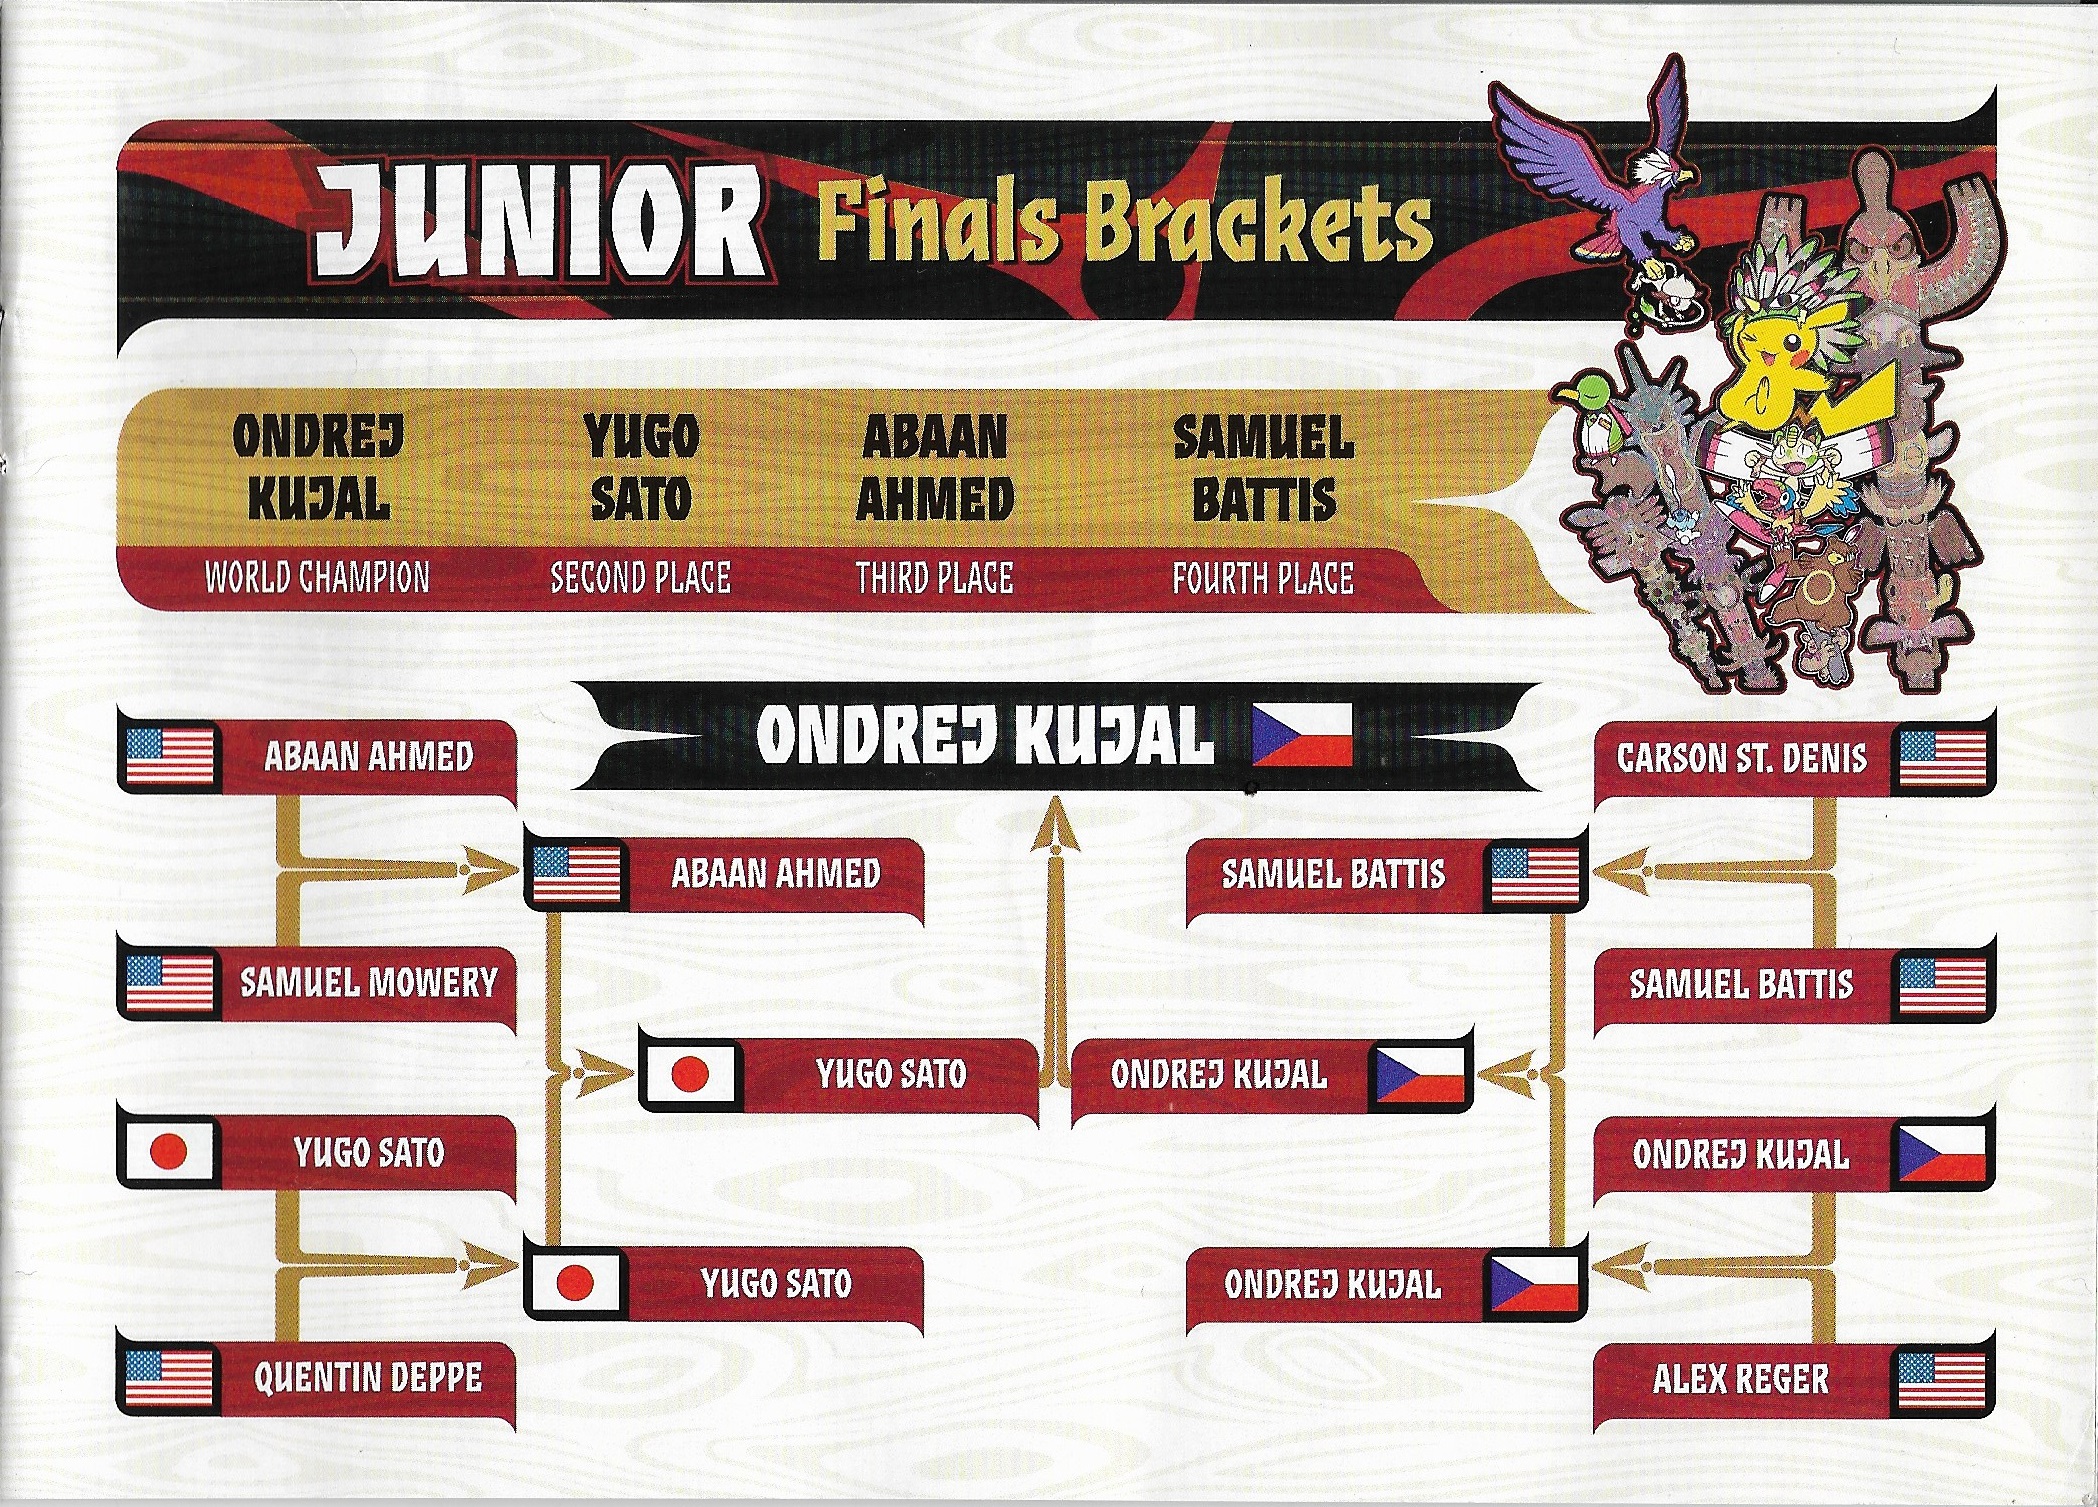 JUNIOR Finals Brackets
ONDREJ KUJAL
YUGO SATO
ABAAN AHMED
SAMUEL BATTIS
WORLD CHAMPION
SECOND PLACE
THIRD PLACE
FOURTH PLACE
ONDREJ KUJAL
ABAAN AHMED
CARSON ST. DENIS
ABAAN AHMED
SAMUEL BATTIS
SAMUEL MOWERY
SAMUEL BATTIS
YUGO SATO
ONDREJ KUJAL
YUGO SATO
ONDREJ KUJAL
YUGO SATO
ONDREJ KUJAL
QUENTIN DEPPE
ALEX REGER